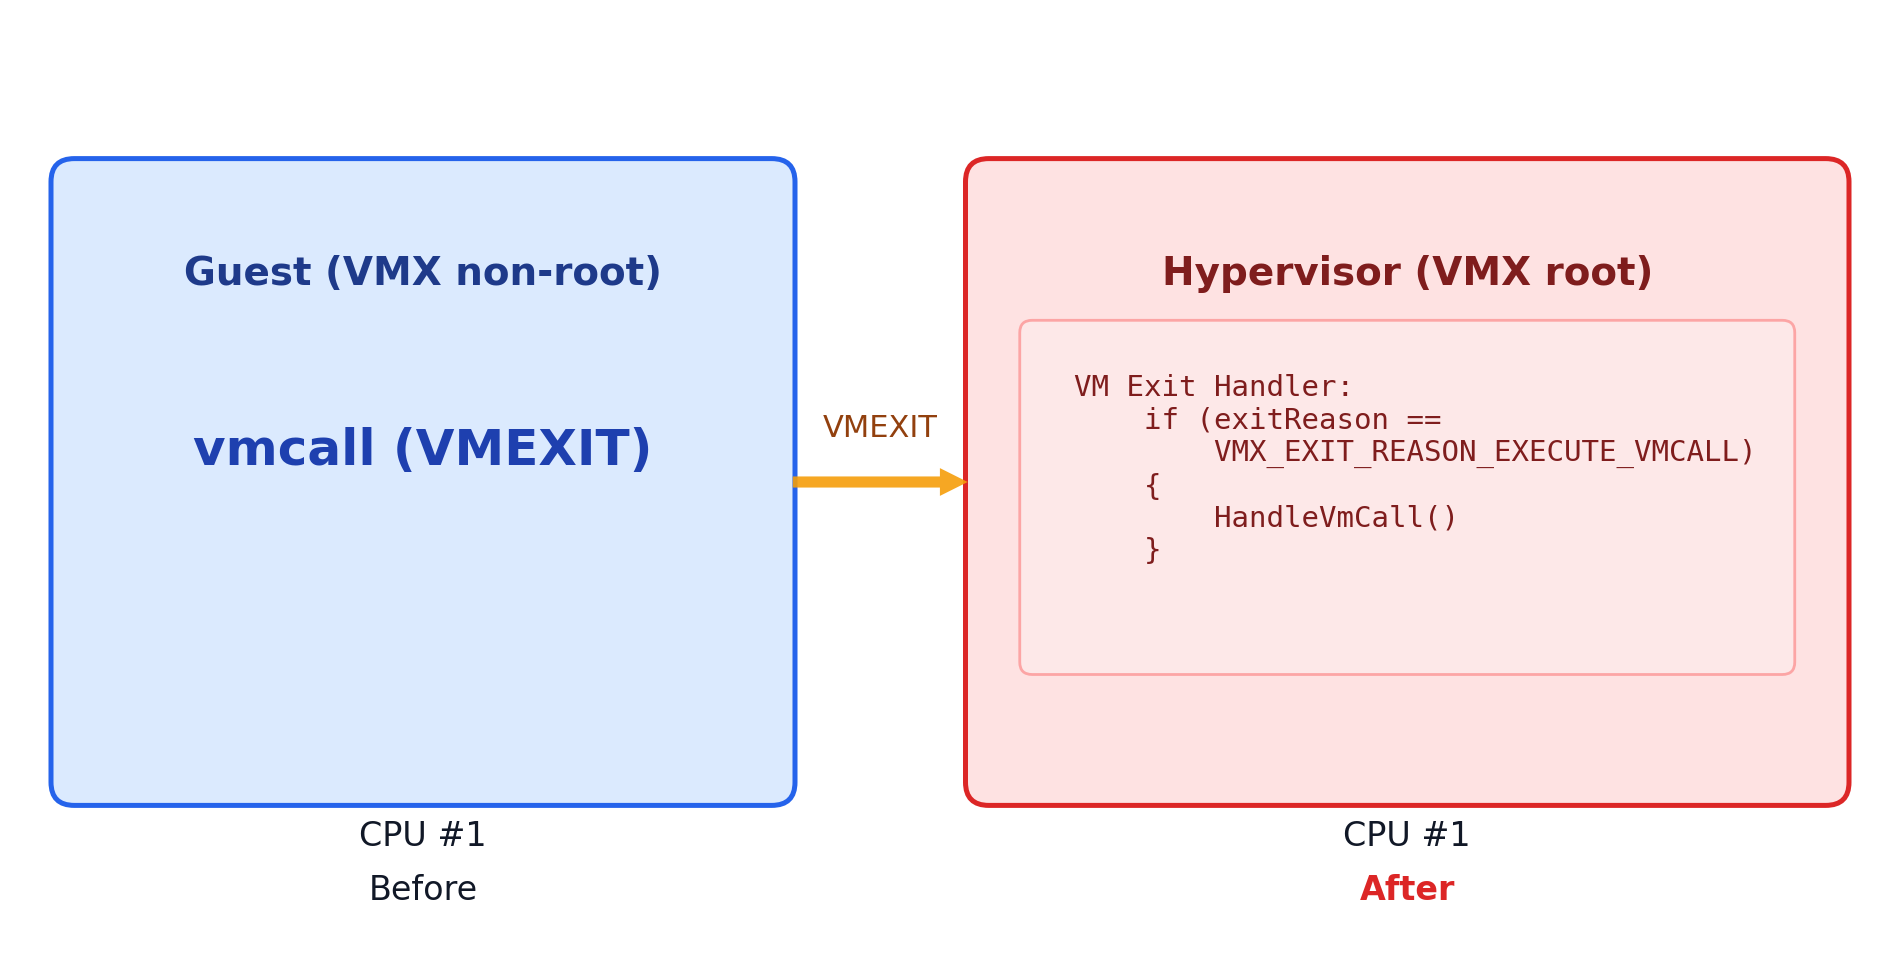 Guest (VMX non-root)
vmcall (VMEXIT)
VMEXIT
Hypervisor (VMX root)
VM Exit Handler:
    if (exitReason ==
        VMX_EXIT_REASON_EXECUTE_VMCALL)
    {
        HandleVmCall()
    }
CPU #1
Before
CPU #1
After